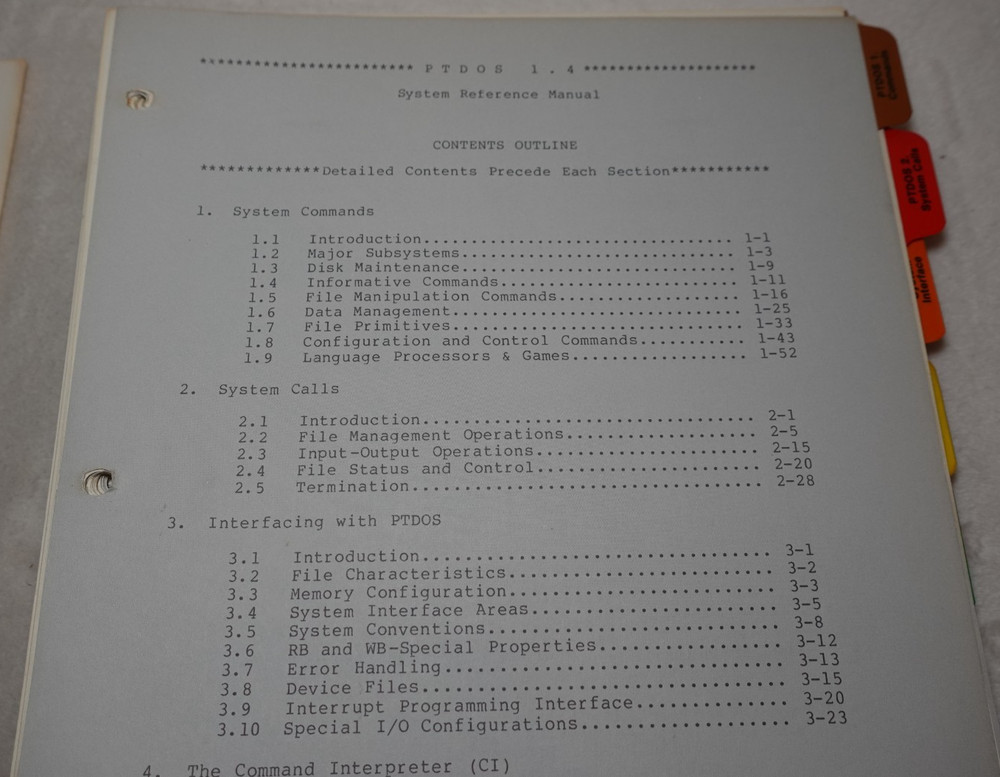 ************************ P T D O S 1 . 4 ********************
System Reference Manual
CONTENTS OUTLINE
*************Detailed Contents Precede Each Section***********
1. System Commands
1.1 Introduction................................. 1-1
1.2 Major Subsystems............................. 1-3
1.3 Disk Maintenance............................. 1-9
1.4 Informative Commands......................... 1-11
1.5 File Manipulation Commands................... 1-16
1.6 Data Management.............................. 1-25
1.7 File Primitives.............................. 1-33
1.8 Configuration and Control Commands........... 1-43
1.9 Language Processors & Games.................. 1-52
2. System Calls
2.1 Introduction................................. 2-1
2.2 File Management Operations................... 2-5
2.3 Input-Output Operations...................... 2-15
2.4 File Status and Control...................... 2-20
2.5 Termination.................................. 2-28
3. Interfacing with PTDOS
3.1 Introduction................................. 3-1
3.2 File Characteristics......................... 3-2
3.3 Memory Configuration......................... 3-3
3.4 System Interface Areas....................... 3-5
3.5 System Conventions........................... 3-8
3.6 RB and WB-Special Properties................. 3-12
3.7 Error Handling............................... 3-13
3.8 Device Files................................. 3-15
3.9 Interrupt Programming Interface.............. 3-20
3.10 Special I/O Configurations................... 3-23
4. The Command Interpreter (CI)
PTDOS 1
Commands
PTDOS 2
System Calls
Interface